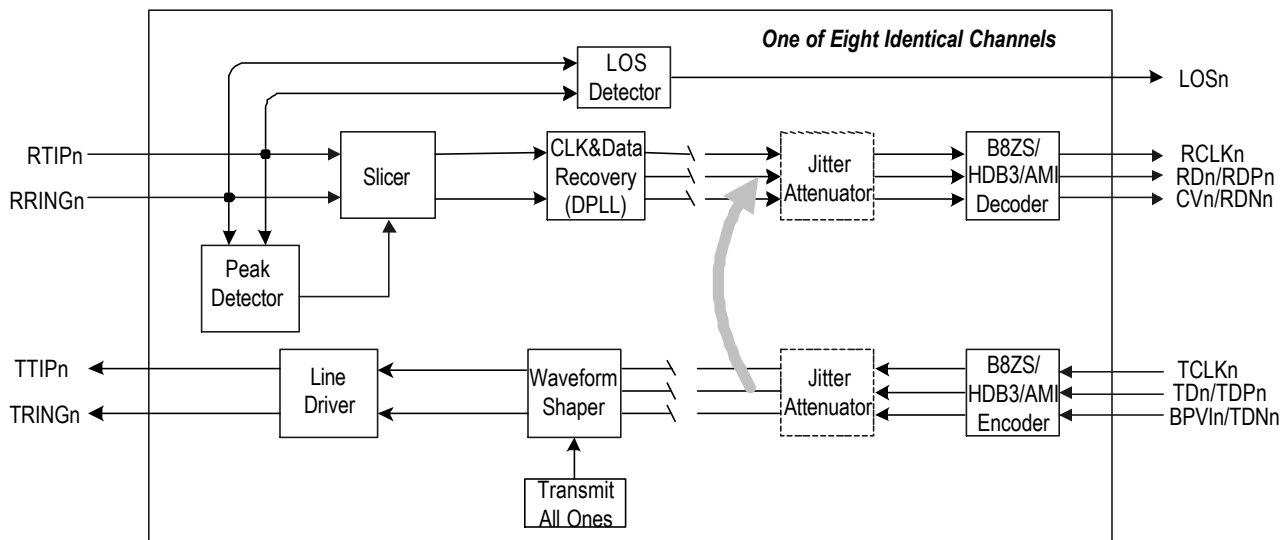 One of Eight Identical Channels
LOS
Detector
LOSn
RTIPn
RRINGn
Slicer
CLK&Data
Recovery
(DPLL)
Jitter
Attenuator
B8ZS/
HDB3/AMI
Decoder
RCLKn
RDn/RDPn
CVn/RDNn
Peak
Detector
TTIPn
TRINGn
Line
Driver
Waveform
Shaper
Jitter
Attenuator
B8ZS/
HDB3/AMI
Encoder
TCLKn
TDn/TDPn
BPVIn/TDNn
Transmit
All Ones